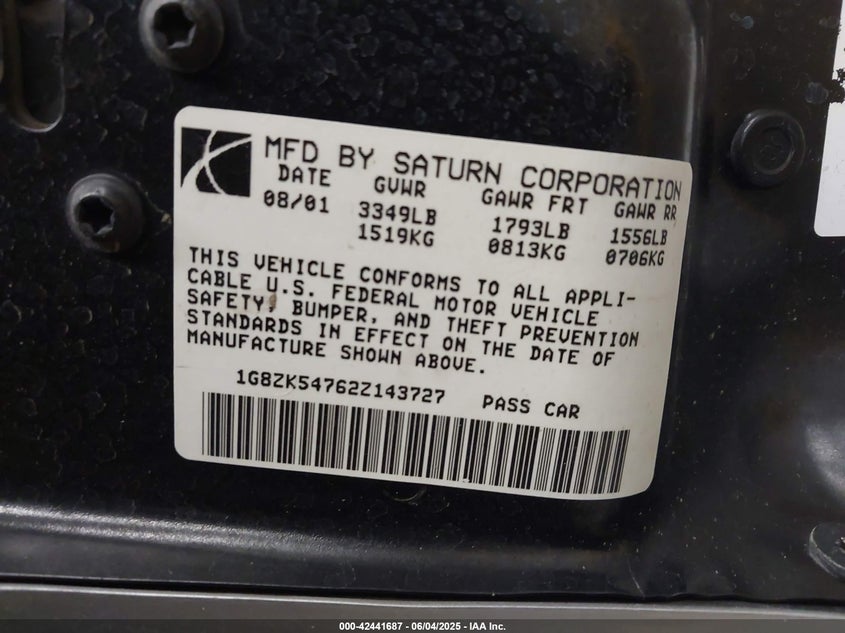 MFD BY SATURN CORPORATION
DATE GVWR GAWR FRT GAWR RR
08/01 3349LB 1793LB 1556LB
1519KG 0813KG 0706KG
THIS VEHICLE CONFORMS TO ALL APPLI-
CABLE U.S. FEDERAL MOTOR VEHICLE
SAFETY, BUMPER, AND THEFT PREVENTION
STANDARDS IN EFFECT ON THE DATE OF
MANUFACTURE SHOWN ABOVE.
1G8ZK54762Z143727 PASS CAR
000-42441687 - 06/04/2025 - IAA Inc.